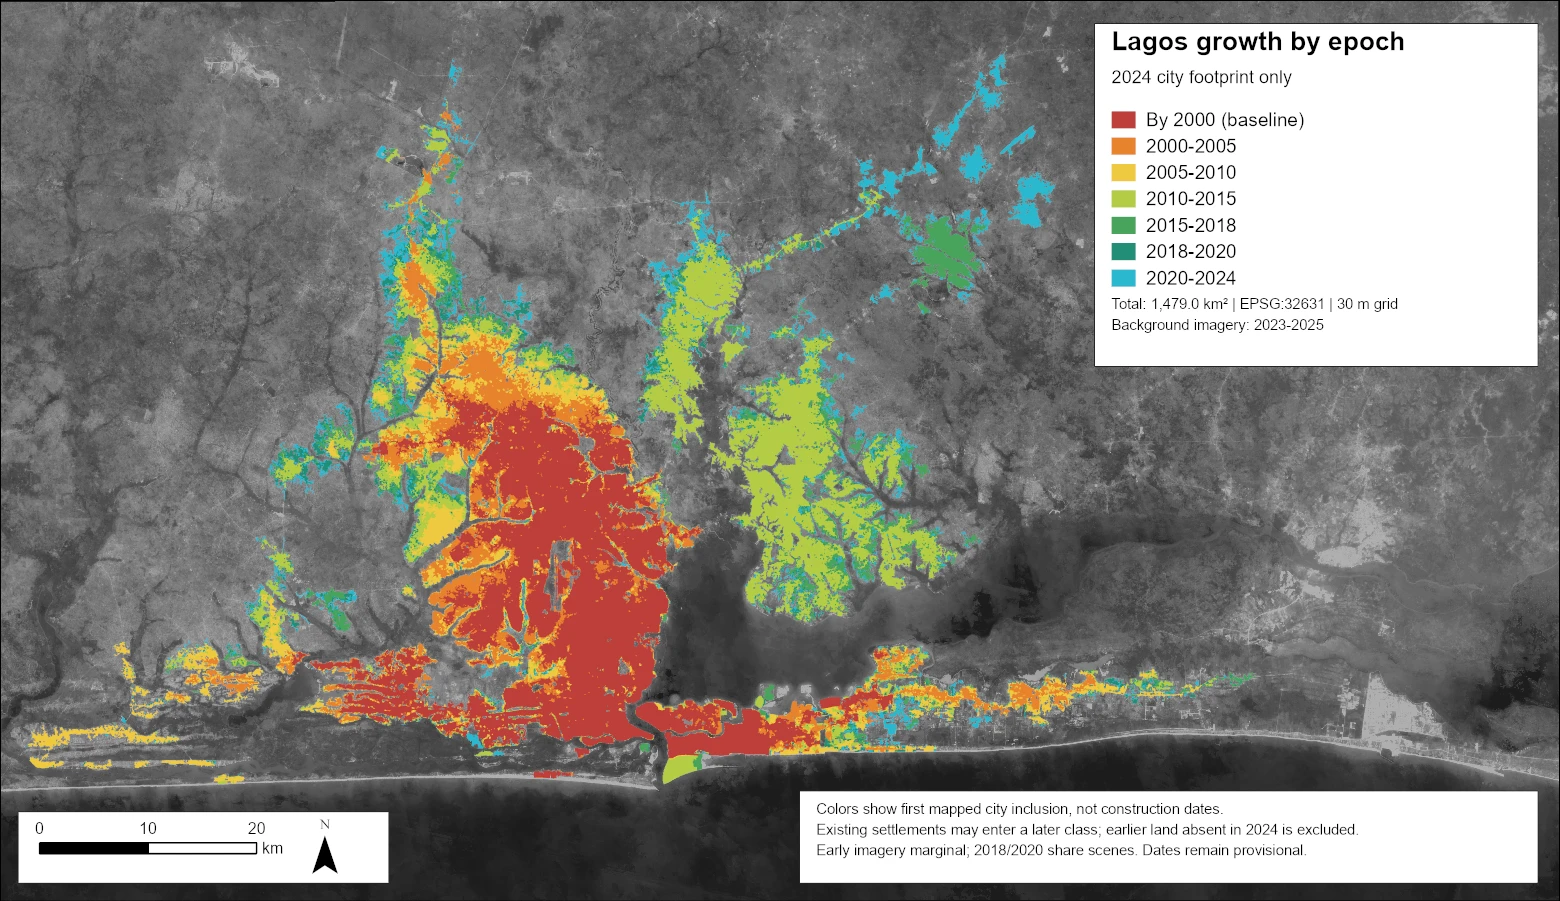 Lagos growth by epoch
2024 city footprint only
By 2000 (baseline)
2000-2005
2005-2010
2010-2015
2015-2018
2018-2020
2020-2024
Total: 1,479.0 km² | EPSG:32631 | 30 m grid
Background imagery: 2023-2025
0 10 20
km
N
Colors show first mapped city inclusion, not construction dates.
Existing settlements may enter a later class; earlier land absent in 2024 is excluded.
Early imagery marginal; 2018/2020 share scenes. Dates remain provisional.